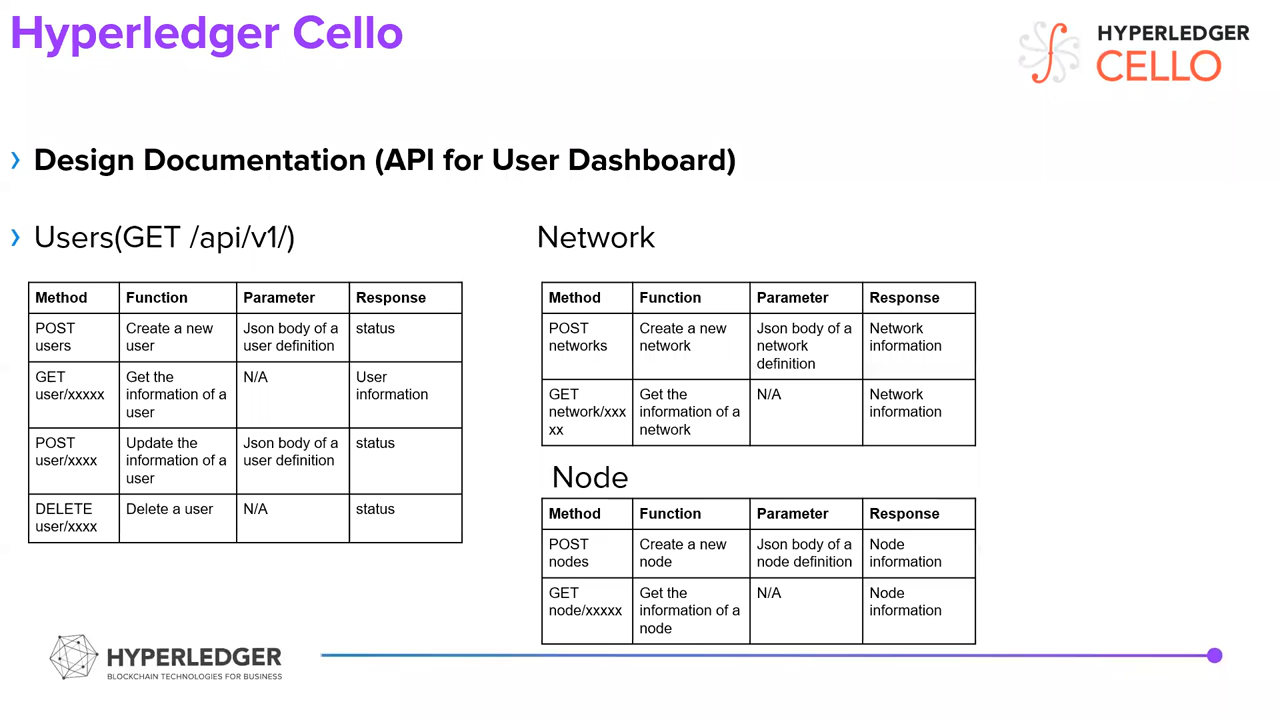 Hyperledger Cello
HYPERLEDGER
CELLO
› Design Documentation (API for User Dashboard)
› Users(GET /api/v1/)
Method Function Parameter Response
POST users Create a new user Json body of a user definition status
GET user/xxxxx Get the information of a user N/A User information
POST user/xxxx Update the information of a user Json body of a user definition status
DELETE user/xxxx Delete a user N/A status
Network
Method Function Parameter Response
POST networks Create a new network Json body of a network definition Network information
GET network/xxxxx Get the information of a network N/A Network information
Node
Method Function Parameter Response
POST nodes Create a new node Json body of a node definition Node information
GET node/xxxxx Get the information of a node N/A Node information
HYPERLEDGER
BLOCKCHAIN TECHNOLOGIES FOR BUSINESS